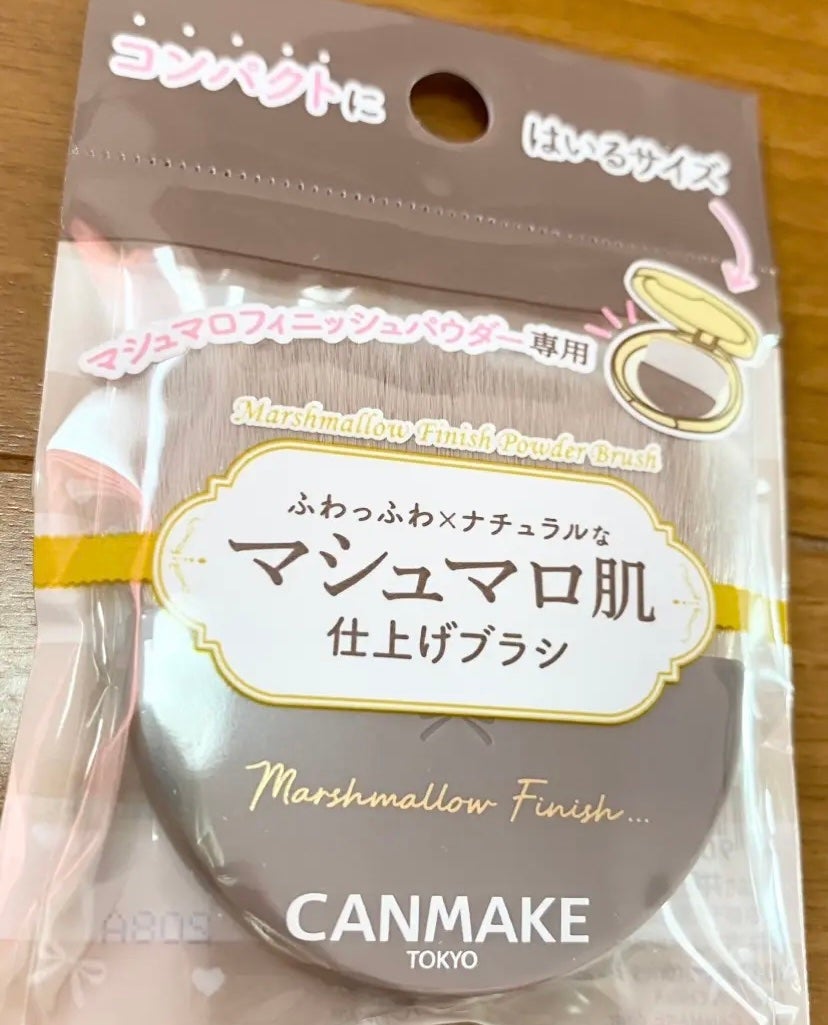 コンパクトに
はいるサイズ
マシュマロフィニッシュパウダー専用
Marshmallow Finish Powder Brush
ふわっふわ×ナチュラルな
マシュマロ肌
仕上げブラシ
Marshmallow Finish...
CANMAKE
TOKYO
A809